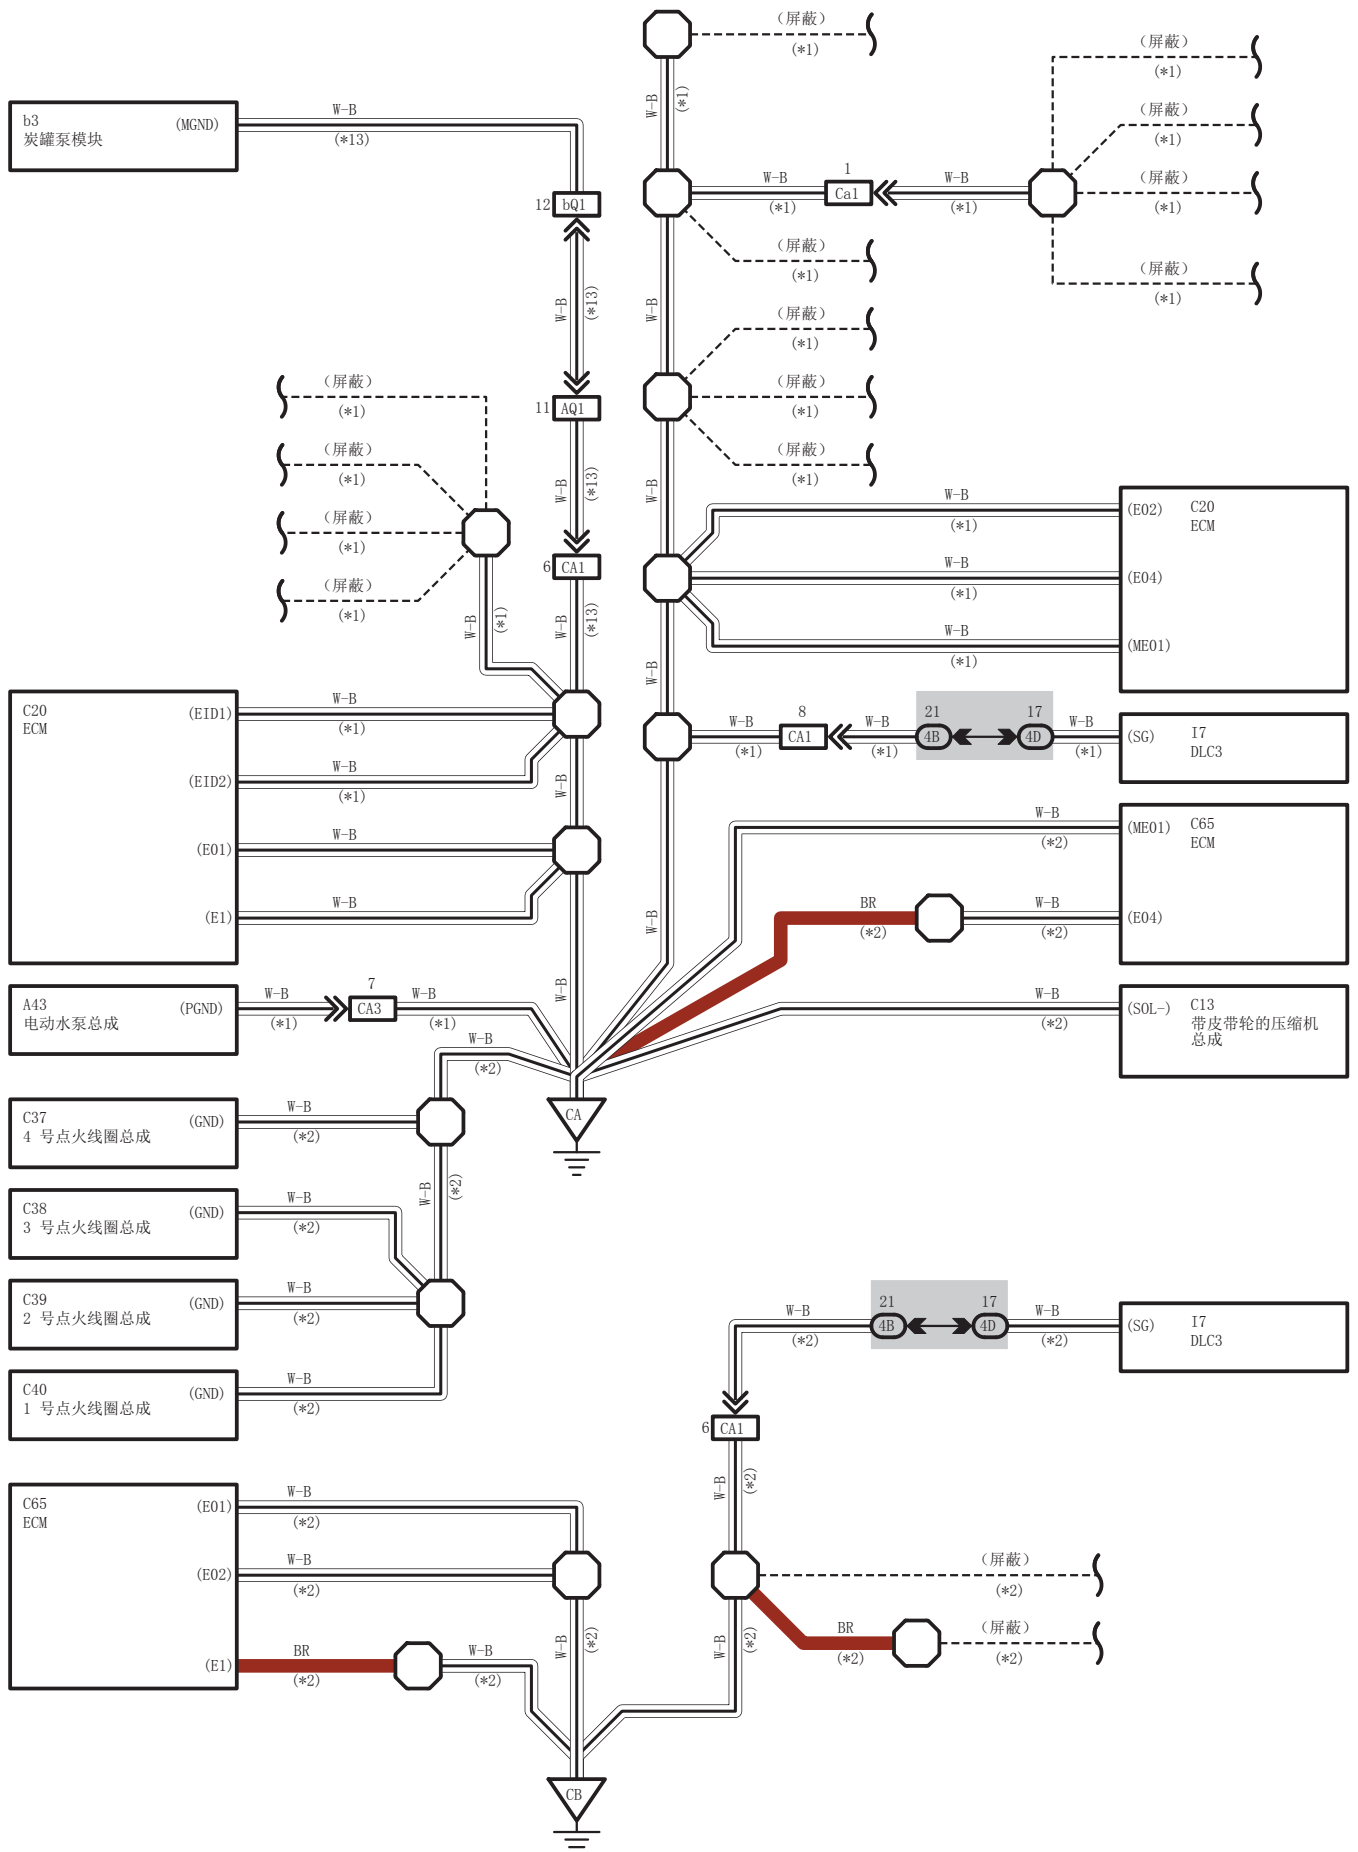 (屏蔽)
(*1)
(屏蔽)
(*1)
W-B
(*1)
b3
炭罐泵模块
(MGND)
W-B
(*13)
(屏蔽)
(*1)
1
W-B
Ca1
W-B
(*1)
(*1)
(屏蔽)
(*1)
12
bQ1
(屏蔽)
(*1)
(屏蔽)
(*1)
W-B
(*13)
W-B
(屏蔽)
(*1)
(屏蔽)
(*1)
(屏蔽)
(*1)
11
AQ1
(屏蔽)
(*1)
(屏蔽)
(*1)
W-B
(*13)
W-B
(屏蔽)
(*1)
(屏蔽)
(*1)
6
CA1
W-B
(*1)
(E02)
C20
ECM
W-B
(*1)
(E04)
W-B
(*1)
(ME01)
W-B
(*1)
W-B
(*13)
W-B
C20
ECM
(EID1)
W-B
(*1)
(EID2)
W-B
(*1)
W-B
(E01)
W-B
(E1)
W-B
W-B
(*1)
8
CA1
W-B
(*1)
21
4B
17
4D
W-B
(*1)
(SG)
I7
DLC3
W-B
(*2)
(ME01)
C65
ECM
BR
(*2)
W-B
(*2)
(E04)
W-B
W-B
A43
电动水泵总成
(PGND)
W-B
(*1)
7
CA3
W-B
(*1)
W-B
(*2)
(SOL-)
C13
带皮带轮的压缩机
总成
W-B
(*2)
CA
C37
4 号点火线圈总成
(GND)
W-B
(*2)
W-B
(*2)
C38
3 号点火线圈总成
(GND)
W-B
(*2)
C39
2 号点火线圈总成
(GND)
W-B
(*2)
C40
1 号点火线圈总成
(GND)
W-B
(*2)
W-B
(*2)
21
4B
17
4D
W-B
(*2)
(SG)
I7
DLC3
6
CA1
W-B
(*2)
C65
ECM
(E01)
W-B
(*2)
(E02)
W-B
(*2)
(E1)
BR
(*2)
W-B
(*2)
W-B
(*2)
W-B
(*2)
(屏蔽)
(*2)
BR
(*2)
(屏蔽)
(*2)
CB